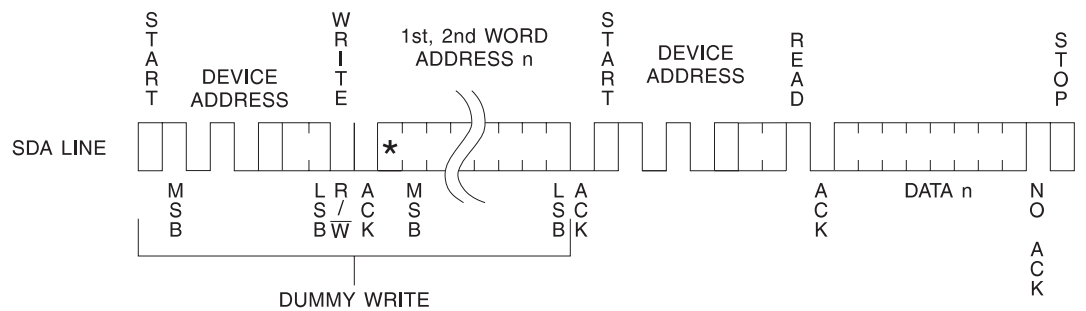 START
DEVICE
ADDRESS
WRITE
1st, 2nd WORD
ADDRESS n
START
DEVICE
ADDRESS
READ
STOP
SDA LINE
*
MSB
LSB
R/W
ACK
MSB
LSB
ACK
ACK
DATA n
NO ACK
DUMMY WRITE